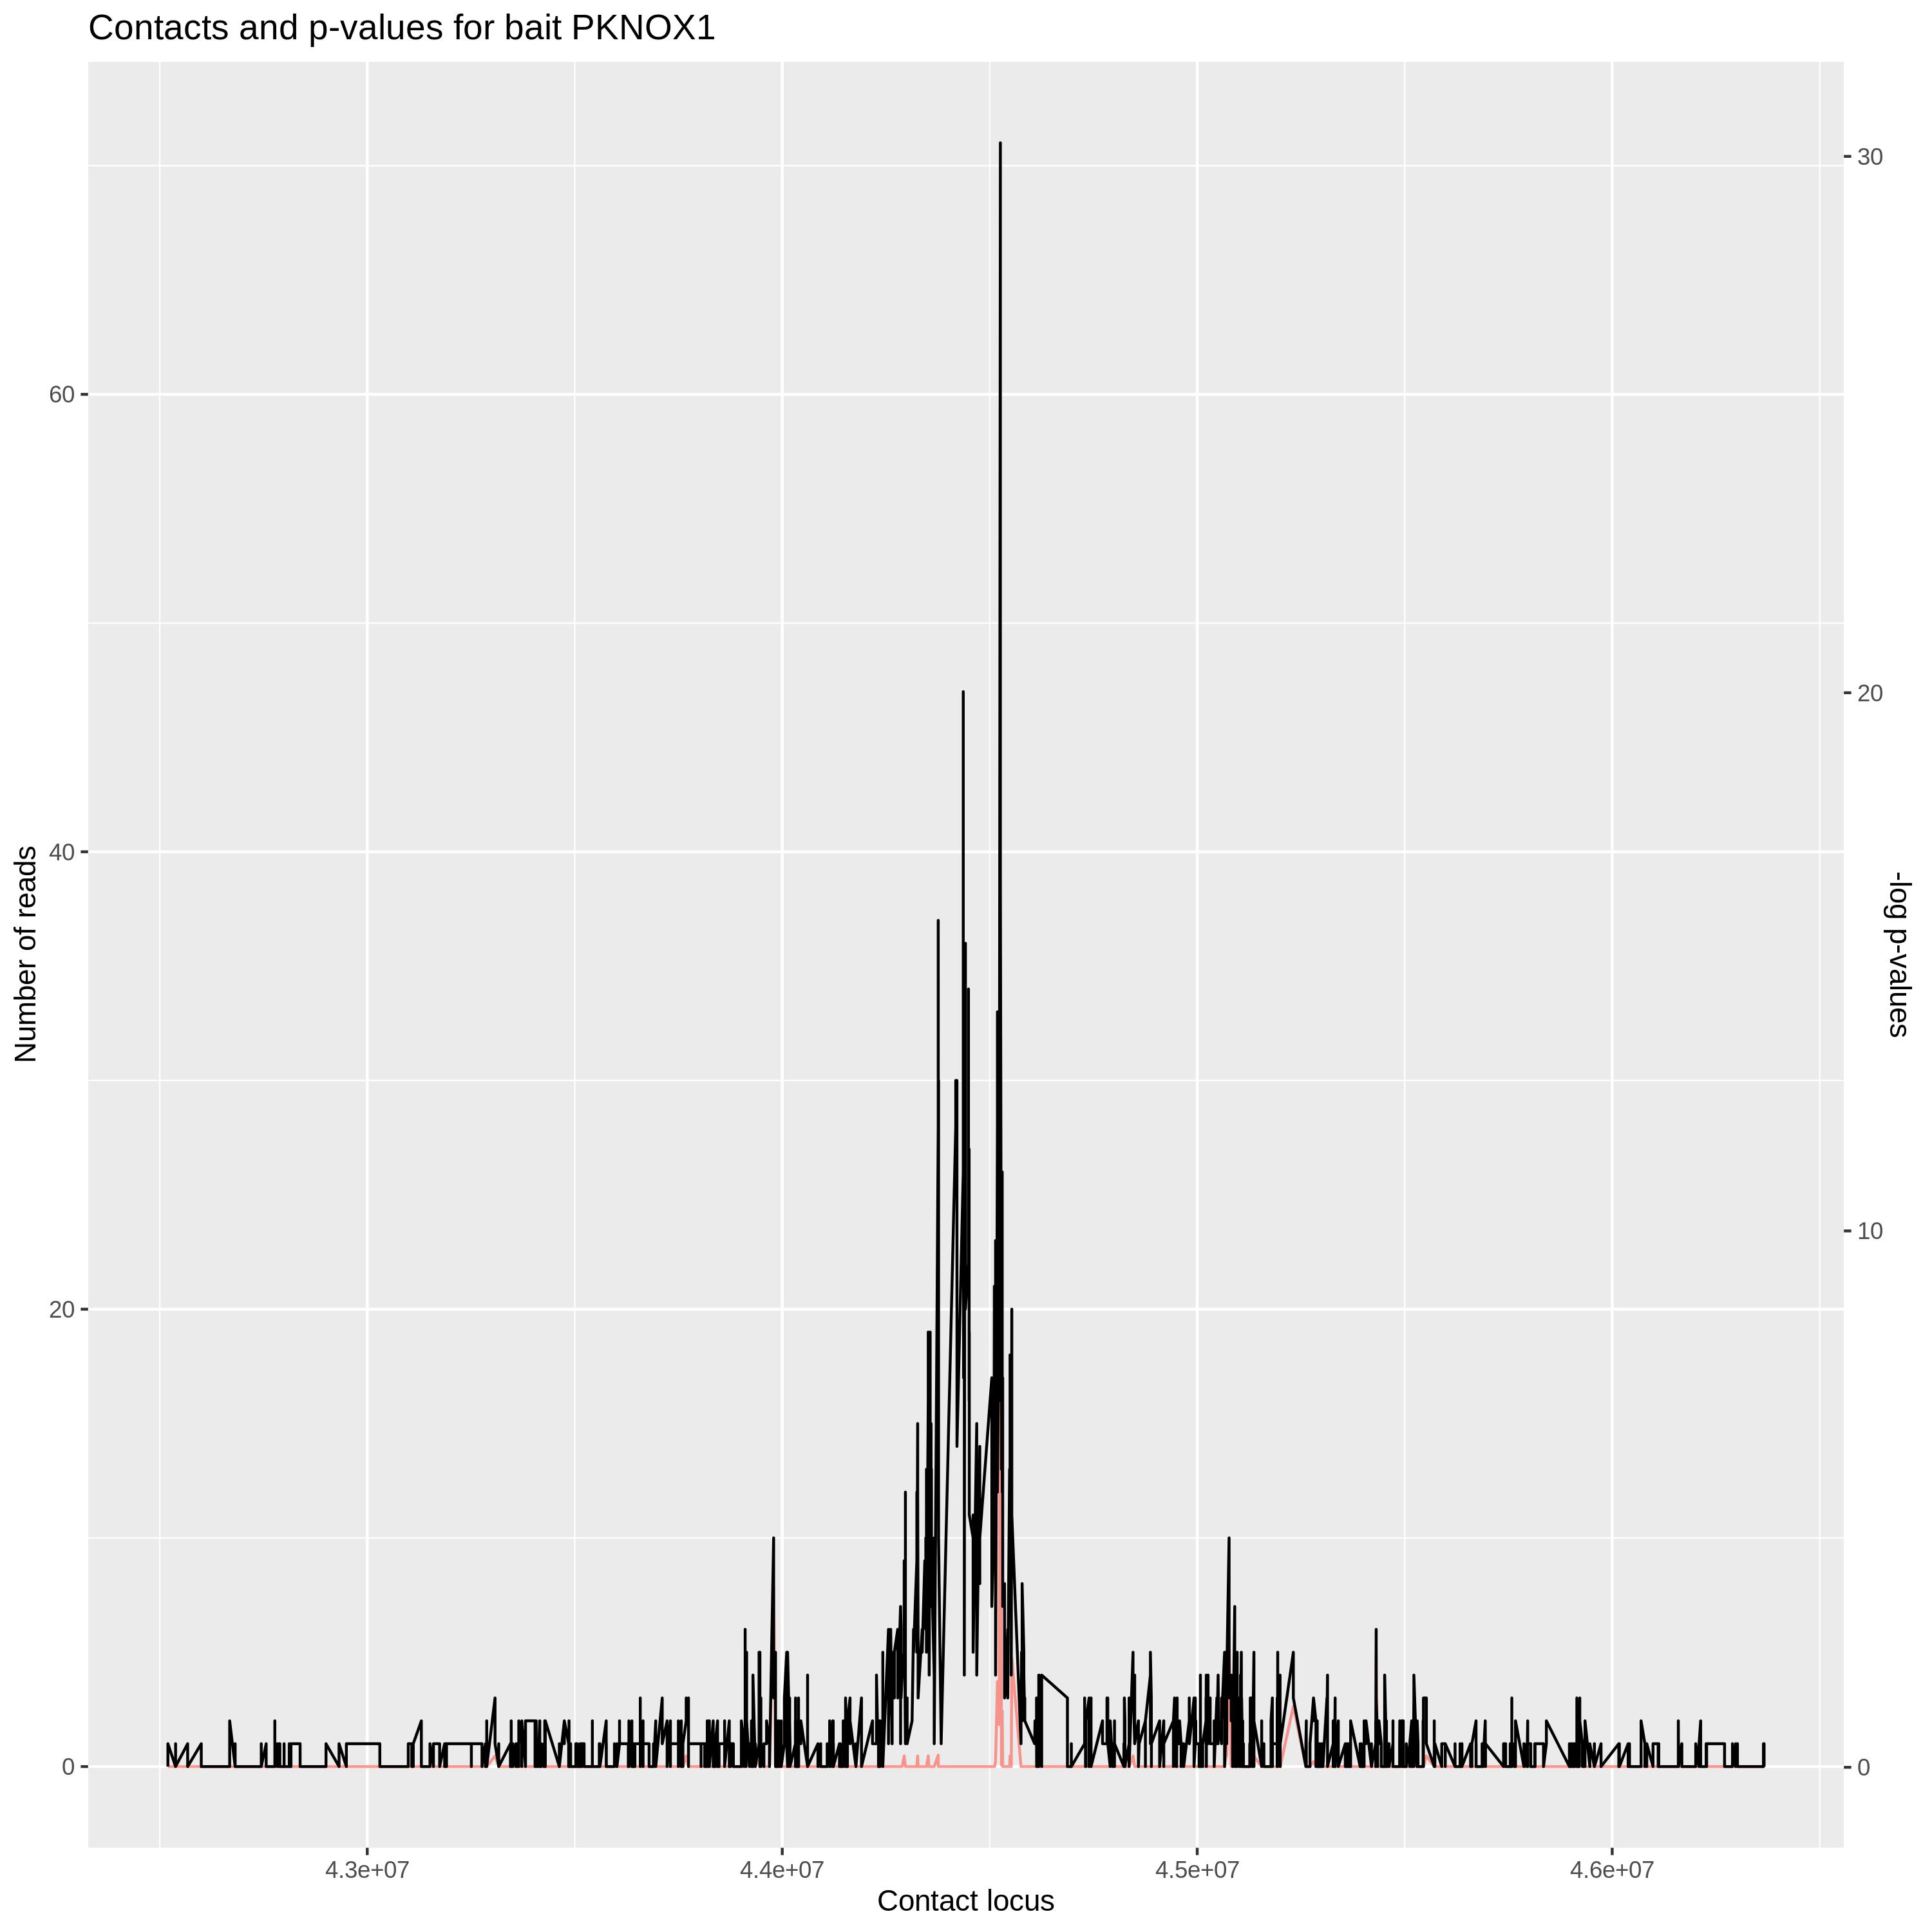 Contacts and p-values for bait PKNOX1
Number of reads
60
40
20
0
30
20
10
0
-log p-values
4.3e+07
4.4e+07
4.5e+07
4.6e+07
Contact locus